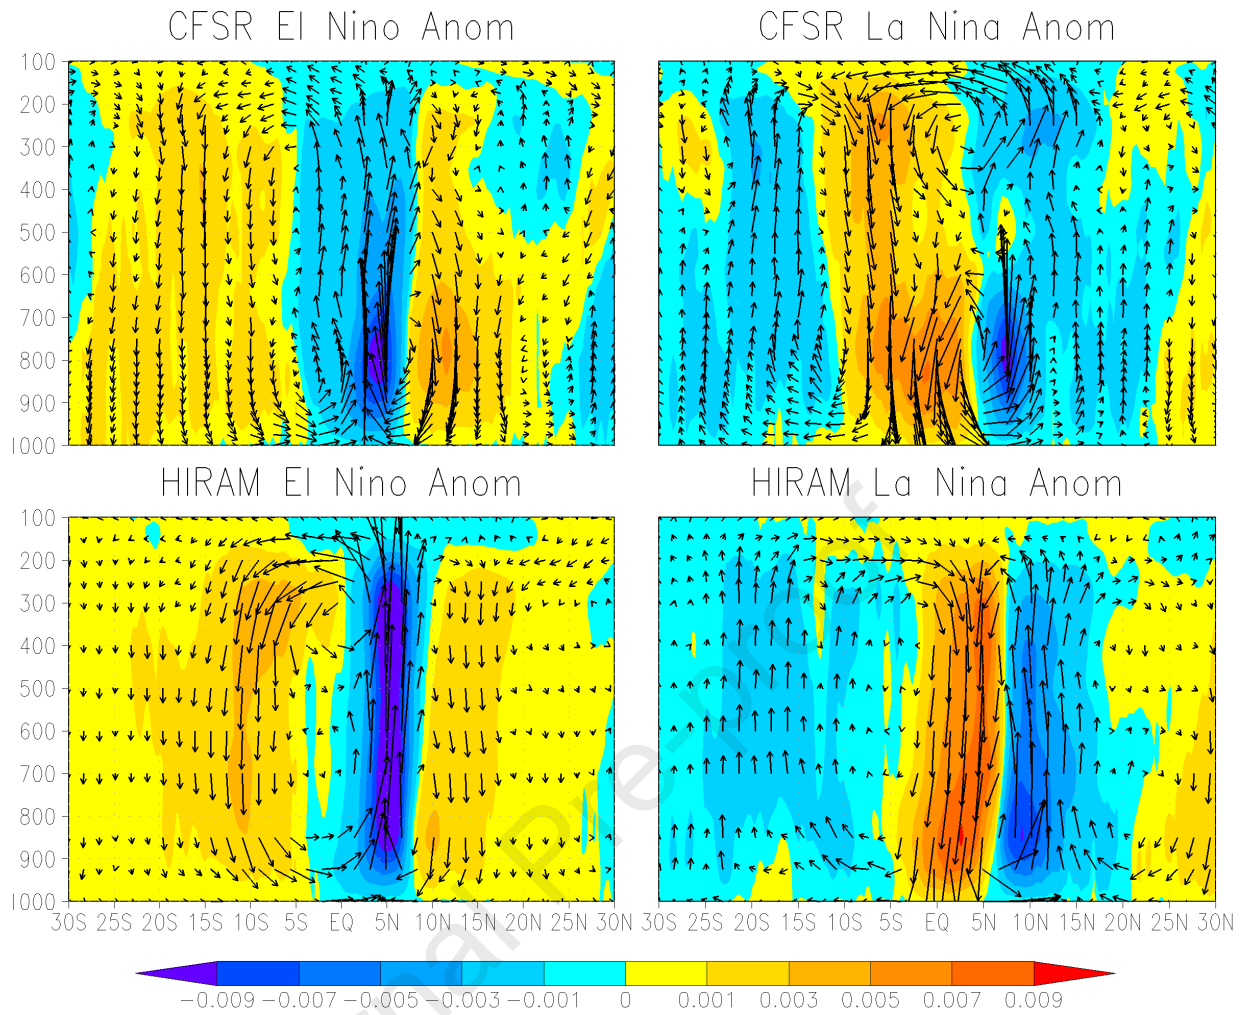 CFSR El Nino Anom
CFSR La Nina Anom
100
200
300
400
500
600
700
800
900
1000
HIRAM El Nino Anom
HIRAM La Nina Anom
100
200
300
400
500
600
700
800
900
1000
30S 25S 20S 15S 10S 5S EQ 5N 10N 15N 20N 25N 30N
30S 25S 20S 15S 10S 5S EQ 5N 10N 15N 20N 25N 30N
-0.009 -0.007 -0.005 -0.003 -0.001 0 0.001 0.003 0.005 0.007 0.009
nal Pre-proof